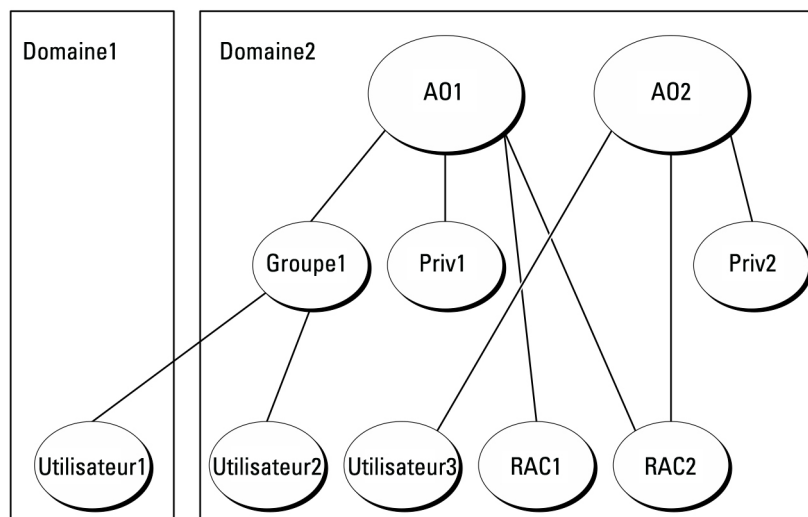 Domaine1
Domaine2
AO1
AO2
Groupe1
Priv1
Priv2
Utilisateur1
Utilisateur2
Utilisateur3
RAC1
RAC2